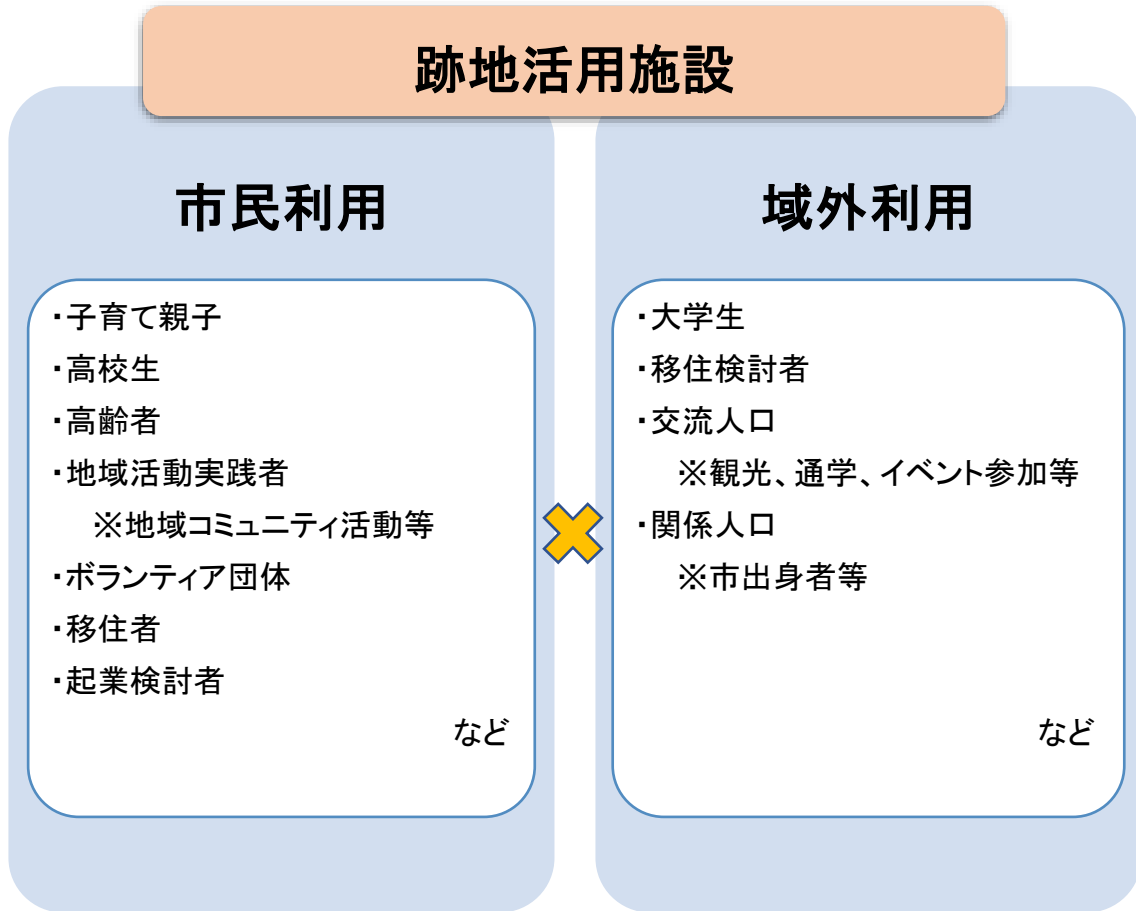 跡地活用施設
市民利用
・子育て親子
・高校生
・高齢者
・地域活動実践者
※地域コミュニティ活動等
・ボランティア団体
・移住者
・起業検討者
など
域外利用
・大学生
・移住検討者
・交流人口
※観光、通学、イベント参加等
・関係人口
※市出身者等
など